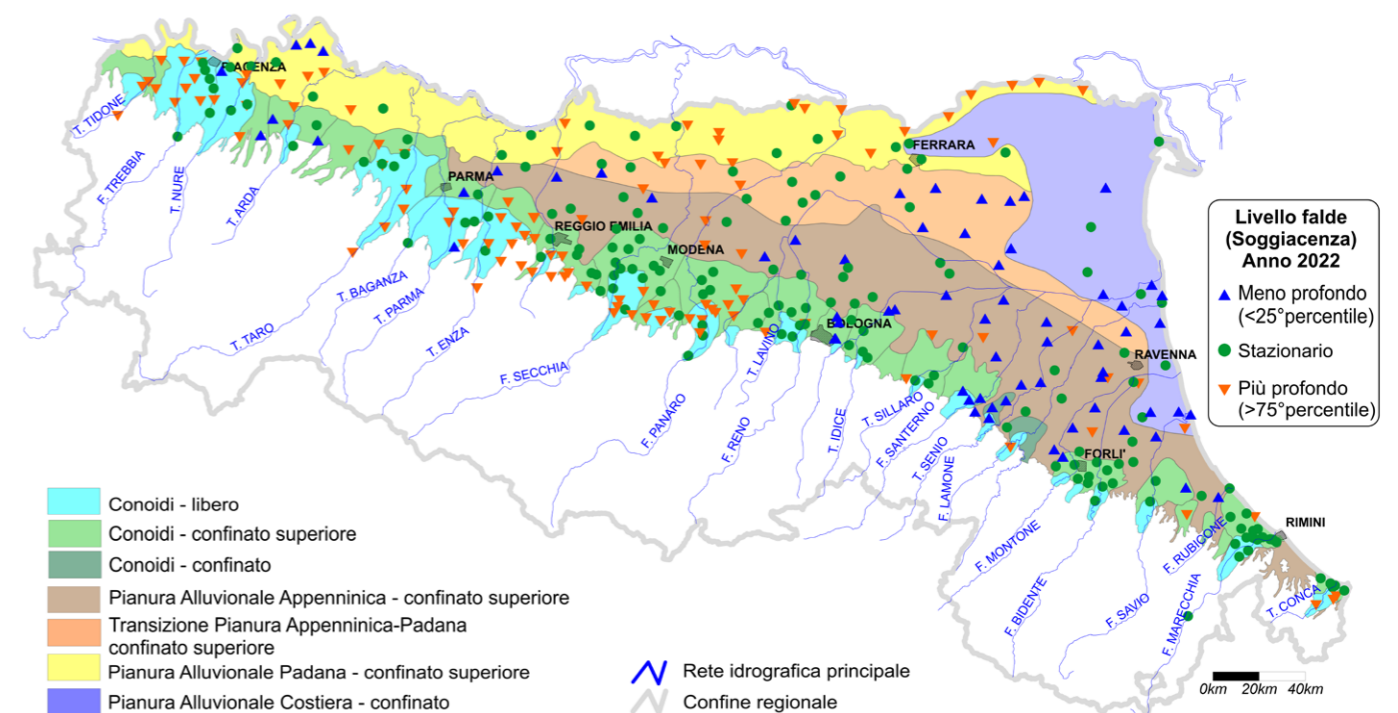 PIACENZA
T. TIDONE
F. TREBBIA
T. NURE
T. ARDA
PARMA
REGGIO EMILIA
MODENA
FERRARA
BOLOGNA
RAVENNA
FORLI'
RIMINI
T. TARO
T. BAGANZA
T. PARMA
T. ENZA
F. SECCHIA
F. PANARO
F. RENO
T. LAVINO
T. IDICE
T. SILLARO
F. SANTERNO
T. SENIO
F. LAMONE
F. MONTONE
F. BIDENTE
F. SAVIO
F. RUBICONE
F. MARECCHIA
T. CONCA
Livello falde
(Soggiacenza)
Anno 2022
Meno profondo
(<25°percentile)
Stazionario
Più profondo
(>75°percentile)
Conoidi - libero
Conoidi - confinato superiore
Conoidi - confinato
Pianura Alluvionale Appenninica - confinato superiore
Transizione Pianura Appenninica-Padana
confinato superiore
Pianura Alluvionale Padana - confinato superiore
Pianura Alluvionale Costiera - confinato
Rete idrografica principale
Confine regionale
0km 20km 40km